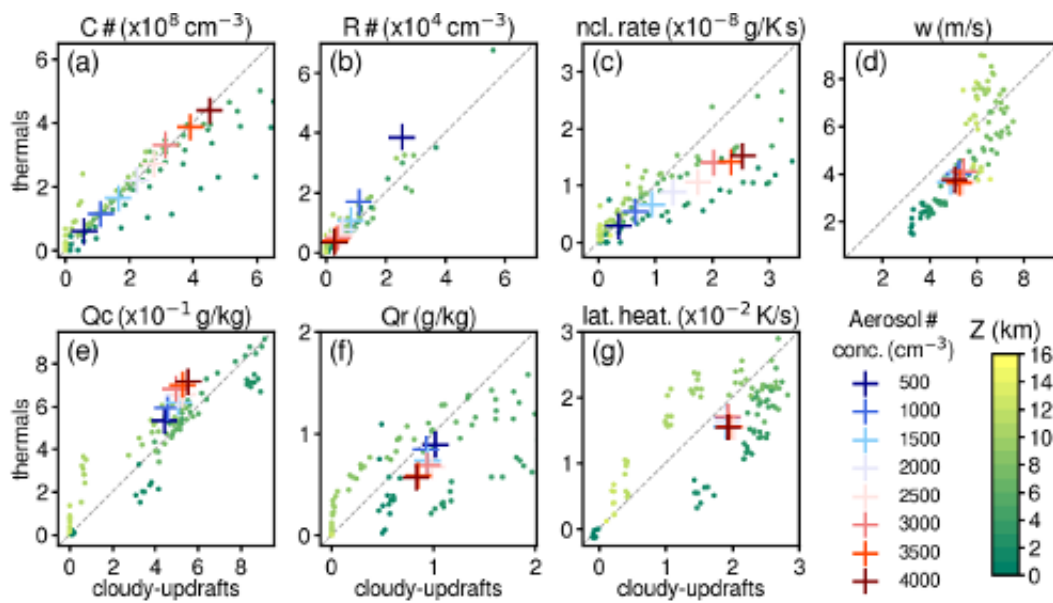 C # (x10⁸ cm⁻³)
R # (x10⁴ cm⁻³)
ncl. rate (x10⁻⁸ g/K s)
w (m/s)
(a)
(b)
(c)
(d)
thermals
6
4
2
0
0 2 4 6
6
4
2
0
0 2 4 6
3
2
1
0
0 1 2 3
8
6
4
2
2 4 6 8
Qc (x10⁻¹ g/kg)
Qr (g/kg)
lat. heat. (x10⁻² K/s)
(e)
(f)
(g)
thermals
8
6
4
2
0
0 2 4 6 8
cloudy-updrafts
2
1
0
0 1 2
cloudy-updrafts
3
2
1
0
0 1 2 3
cloudy-updrafts
Aerosol #
conc. (cm⁻³)
500
1000
1500
2000
2500
3000
3500
4000
Z (km)
16
14
12
10
8
6
4
2
0